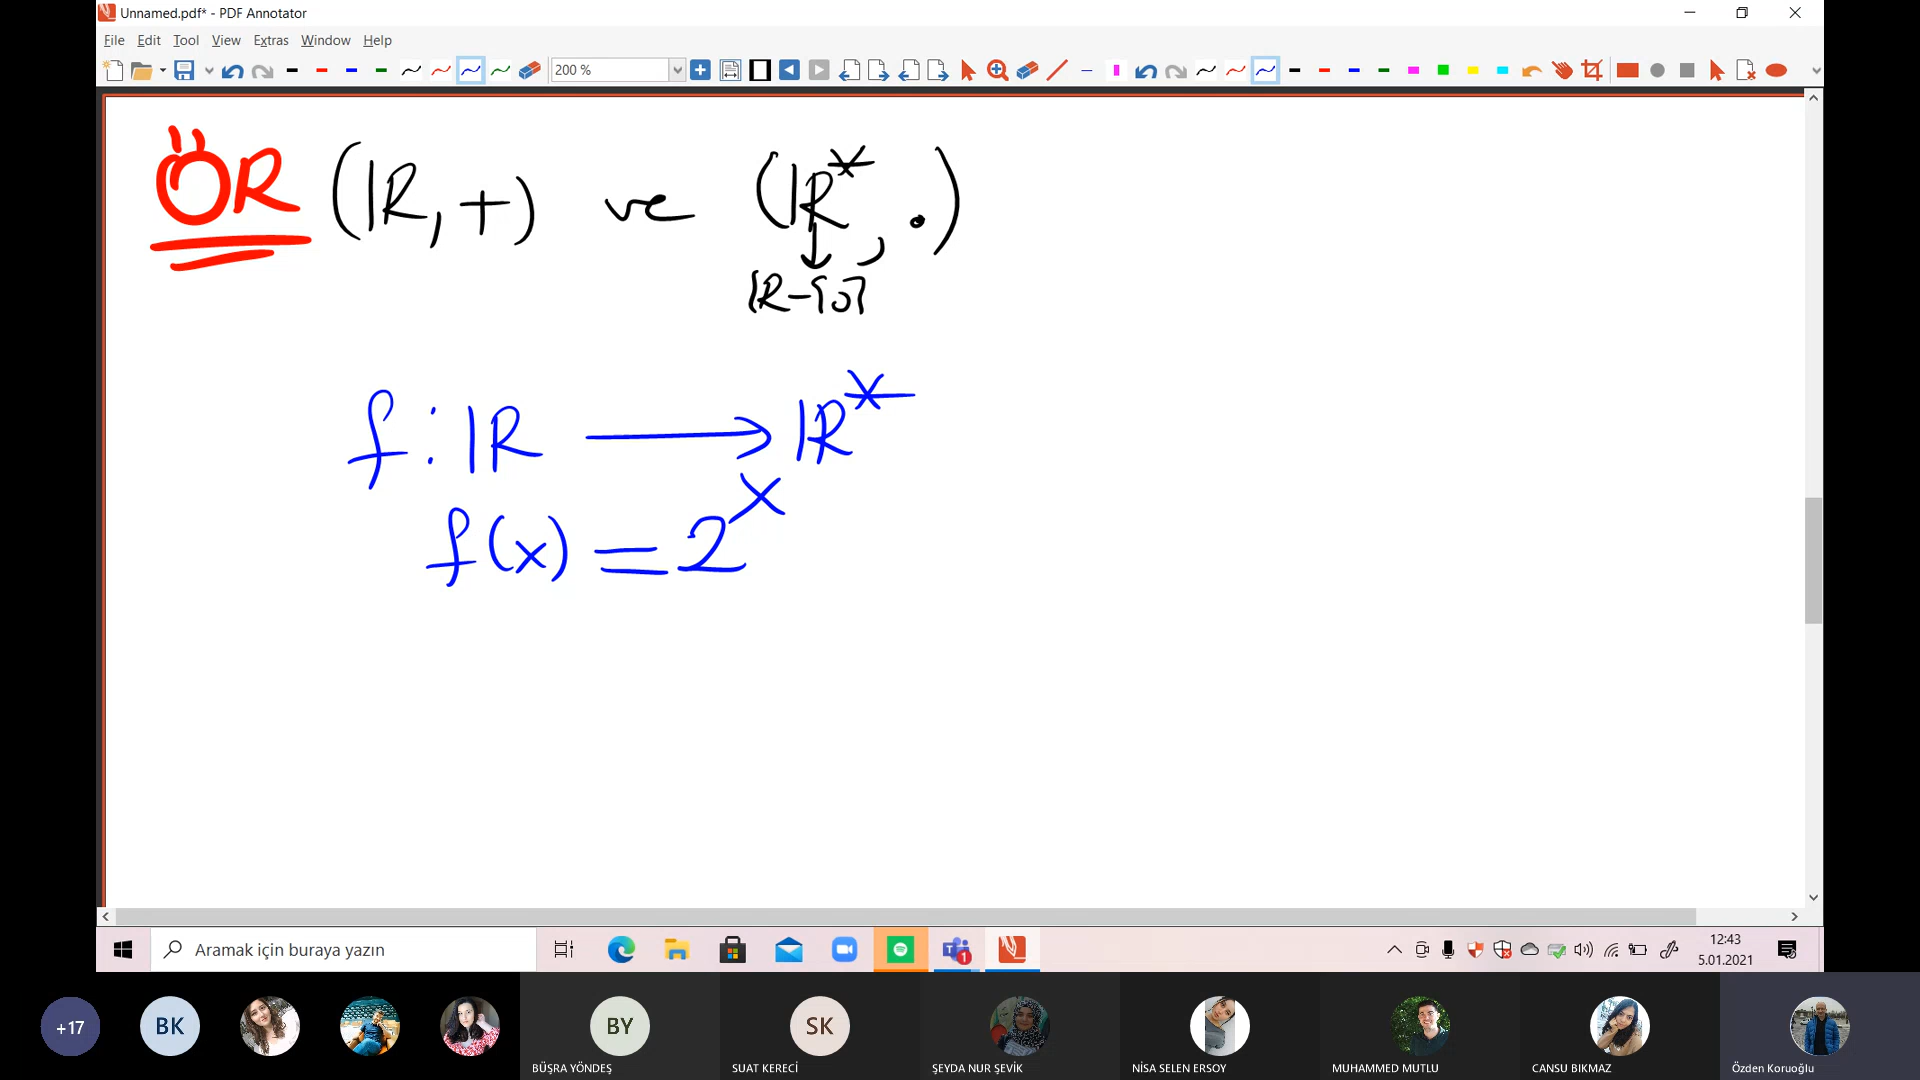 Unnamed.pdf* - PDF Annotator
File Edit Tool View Extras Window Help
200 %
ÖR (ℝ, +) ve (ℝ*, .)
ℝ-{0}
f : ℝ → ℝ*
f(x) = 2^x
Aramak için buraya yazın
1
12:43
5.01.2021
+17
BK
BY
SK
BÜŞRA YÖNDEŞ
SUAT KERECİ
ŞEYDA NUR ŞEVİK
NİSA SELEN ERSOY
MUHAMMED MUTLU
CANSU BIKMAZ
Özden Koruoğlu